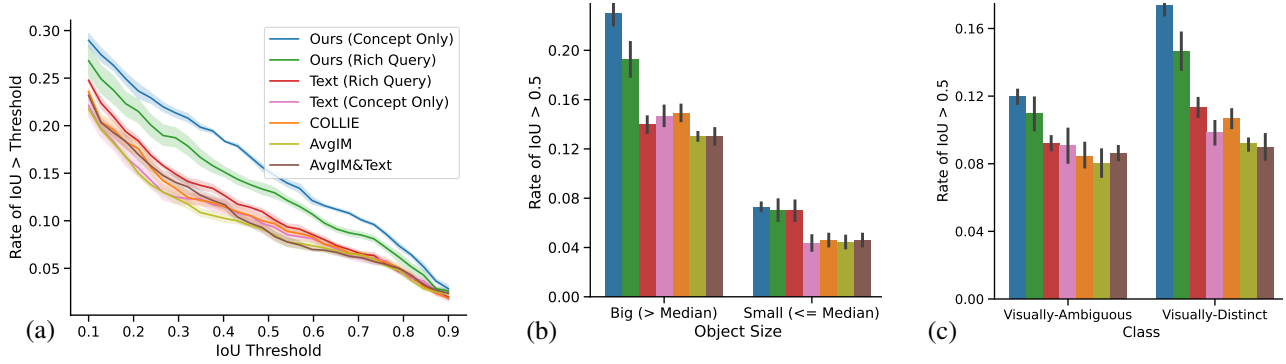 Rate of IoU > Threshold
0.30
0.25
0.20
0.15
0.10
0.05
Ours (Concept Only)
Ours (Rich Query)
Text (Rich Query)
Text (Concept Only)
COLLIE
AvgIM
AvgIM&Text
0.1 0.2 0.3 0.4 0.5 0.6 0.7 0.8 0.9
IoU Threshold
(a)
Rate of IoU > 0.5
0.20
0.16
0.12
0.08
0.04
0.00
Big (> Median) Small (<= Median)
Object Size
(b)
Rate of IoU > 0.5
0.16
0.12
0.08
0.04
0.00
Visually-Ambiguous Visually-Distinct
Class
(c)